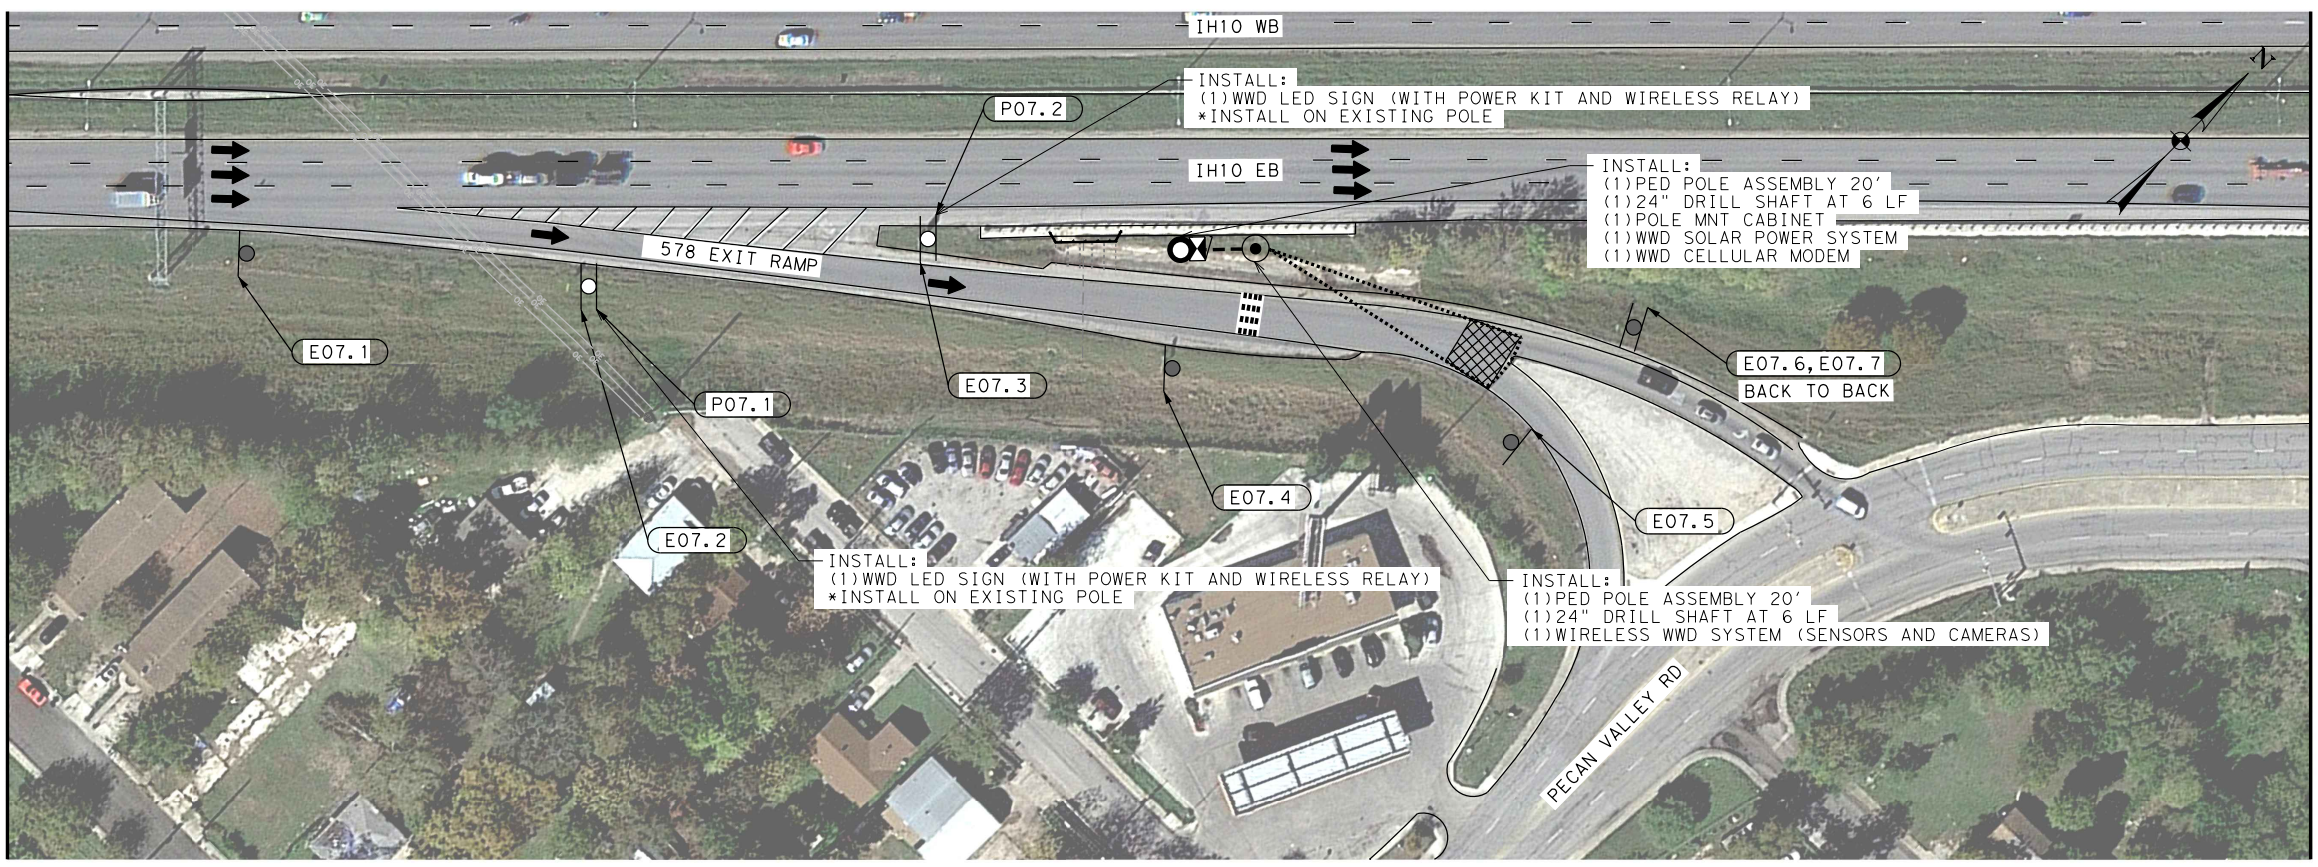 IH10 WB
N
INSTALL:
(1)WWD LED SIGN (WITH POWER KIT AND WIRELESS RELAY)
*INSTALL ON EXISTING POLE
P07.2
IH10 EB
INSTALL:
(1)PED POLE ASSEMBLY 20'
(1)24" DRILL SHAFT AT 6 LF
(1)POLE MNT CABINET
(1)WWD SOLAR POWER SYSTEM
(1)WWD CELLULAR MODEM
578 EXIT RAMP
E07.1
E07.3
E07.6,E07.7
BACK TO BACK
P07.1
E07.4
E07.5
E07.2
INSTALL:
(1)WWD LED SIGN (WITH POWER KIT AND WIRELESS RELAY)
*INSTALL ON EXISTING POLE
INSTALL:
(1)PED POLE ASSEMBLY 20'
(1)24" DRILL SHAFT AT 6 LF
(1)WIRELESS WWD SYSTEM (SENSORS AND CAMERAS)
PECAN VALLEY RD